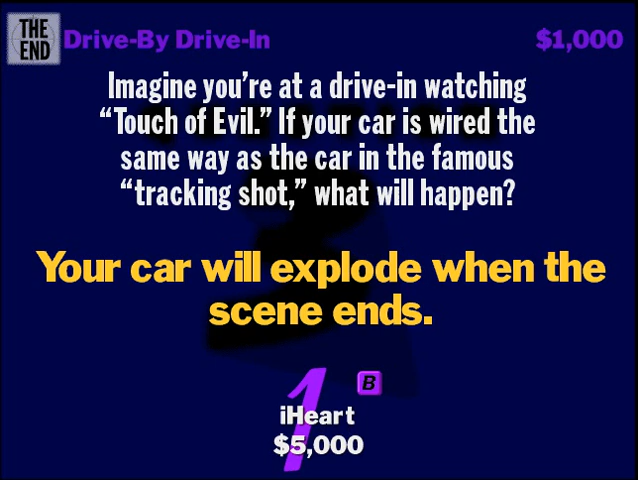 THE
END
Drive-By Drive-In
$1,000
Imagine you're at a drive-in watching
“Touch of Evil.” If your car is wired the
same way as the car in the famous
“tracking shot,” what will happen?
Your car will explode when the
scene ends.
1
B
iHeart
$5,000